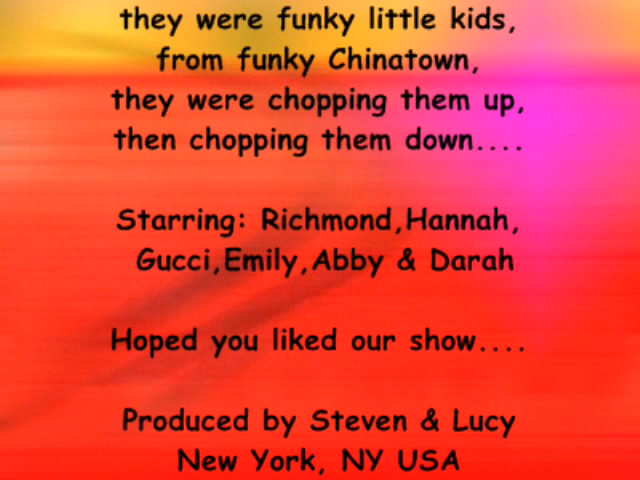 they were funky little kids,
from funky Chinatown,
they were chopping them up,
then chopping them down....
Starring: Richmond,Hannah,
Gucci,Emily,Abby & Darah
Hoped you liked our show....
Produced by Steven & Lucy
New York, NY USA